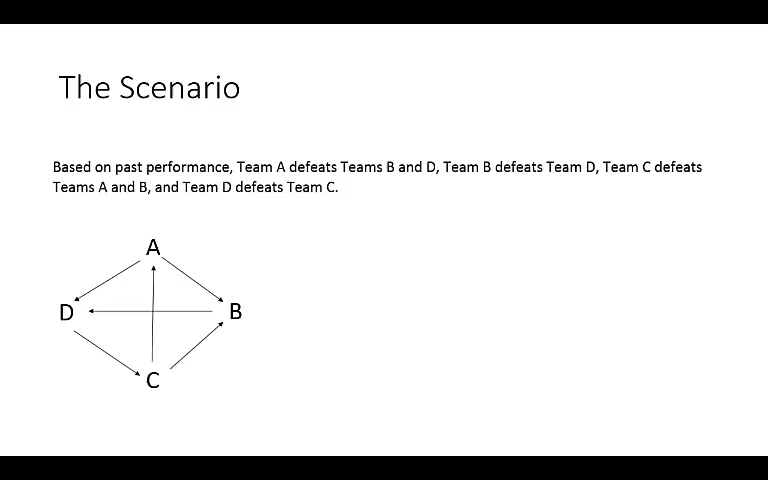 The Scenario
Based on past performance, Team A defeats Teams B and D, Team B defeats Team D, Team C defeats
Teams A and B, and Team D defeats Team C.
A
D
B
C